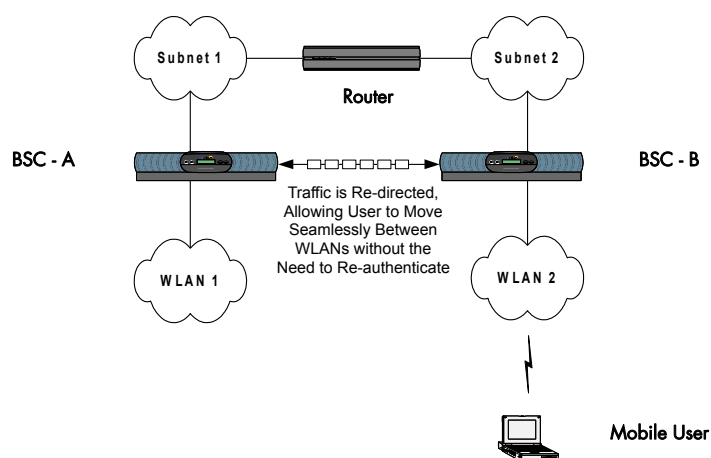 Subnet 1
Subnet 2
Router
BSC - A
BSC - B
Traffic is Re-directed,
Allowing User to Move
Seamlessly Between
WLANs without the
Need to Re-authenticate
WLAN 1
WLAN 2
Mobile User